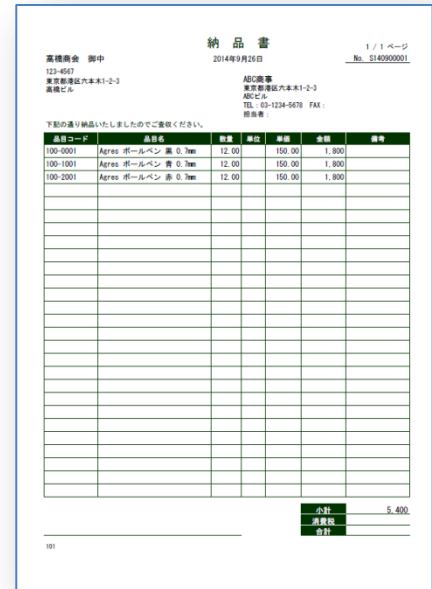 納 品 書
1 / 1 ページ
高橋商会 御中
2014年9月26日
No. S140900001
123-4567
東京都港区六本木1-2-3
高橋ビル
ABC商事
東京都港区六本木1-2-3
ABCビル
TEL：03-1234-5678 FAX：
担当者：
下記の通り納品いたしましたのでご査収ください。
品目コード 品目名 数量 単位 単価 金額 備考
100-0001 Agres ボールペン 黒 0.7mm 12.00 150.00 1,800
100-1001 Agres ボールペン 青 0.7mm 12.00 150.00 1,800
100-2001 Agres ボールペン 赤 0.7mm 12.00 150.00 1,800
小計 5,400
消費税
合計
101